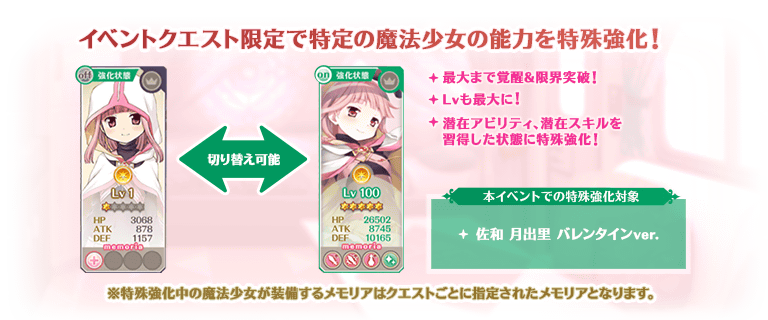 イベントクエスト限定で特定の魔法少女の能力を特殊強化！
off 強化状態
Lv 1
HP 3068
ATK 878
DEF 1157
memoria
切り替え可能
on 強化状態
Lv 100
HP 26502
ATK 8745
DEF 10165
memoria
最大まで覚醒&限界突破！
Lvも最大に！
潜在アビリティ、潜在スキルを
習得した状態に特殊強化！
本イベントでの特殊強化対象
佐和 月出里 バレンタインver.
※特殊強化中の魔法少女が装備するメモリアはクエストごとに指定されたメモリアとなります。